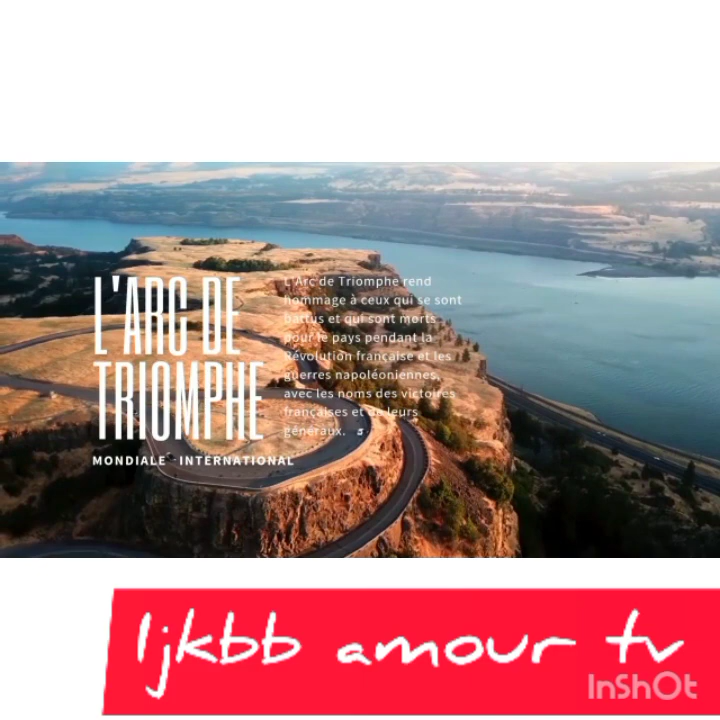 L'ARC DE
TRIOMPHE
MONDIALE - INTERNATIONAL
L'Arc de Triomphe rend
hommage à ceux qui se sont
battus et qui sont morts
pour le pays pendant la
Révolution française et les
guerres napoléoniennes,
avec les noms des victoires
françaises et de leurs
généraux.
ljkbb amour tv
InShOt